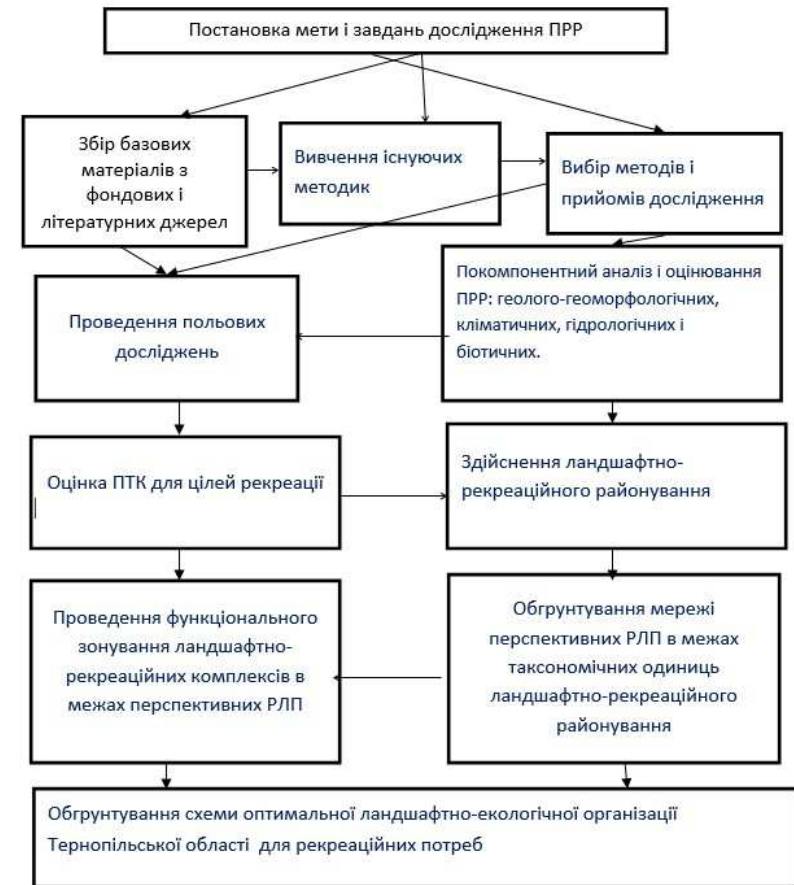 Постановка мети і завдань дослідження ПРР
Збір базових
матеріалів з
фондових і
літературних джерел
Вивчення існуючих
методик
Вибір методів і
прийомів дослідження
Проведення польових
досліджень
Покомпонентний аналіз і оцінювання
ПРР: геолого-геоморфологічних,
кліматичних, гідрологічних і
біотичних.
Оцінка ПТК для цілей рекреації
Здійснення ландшафтно-
рекреаційного районування
Проведення функціонального
зонування ландшафтно-
рекреаційних комплексів в
межах перспективних РЛП
Обгрунтування мережі
перспективних РЛП в межах
таксономічних одиниць
ландшафтно-рекреаційного
районування
Обгрунтування схеми оптимальної ландшафтно-екологічної організації
Тернопільської області для рекреаційних потреб